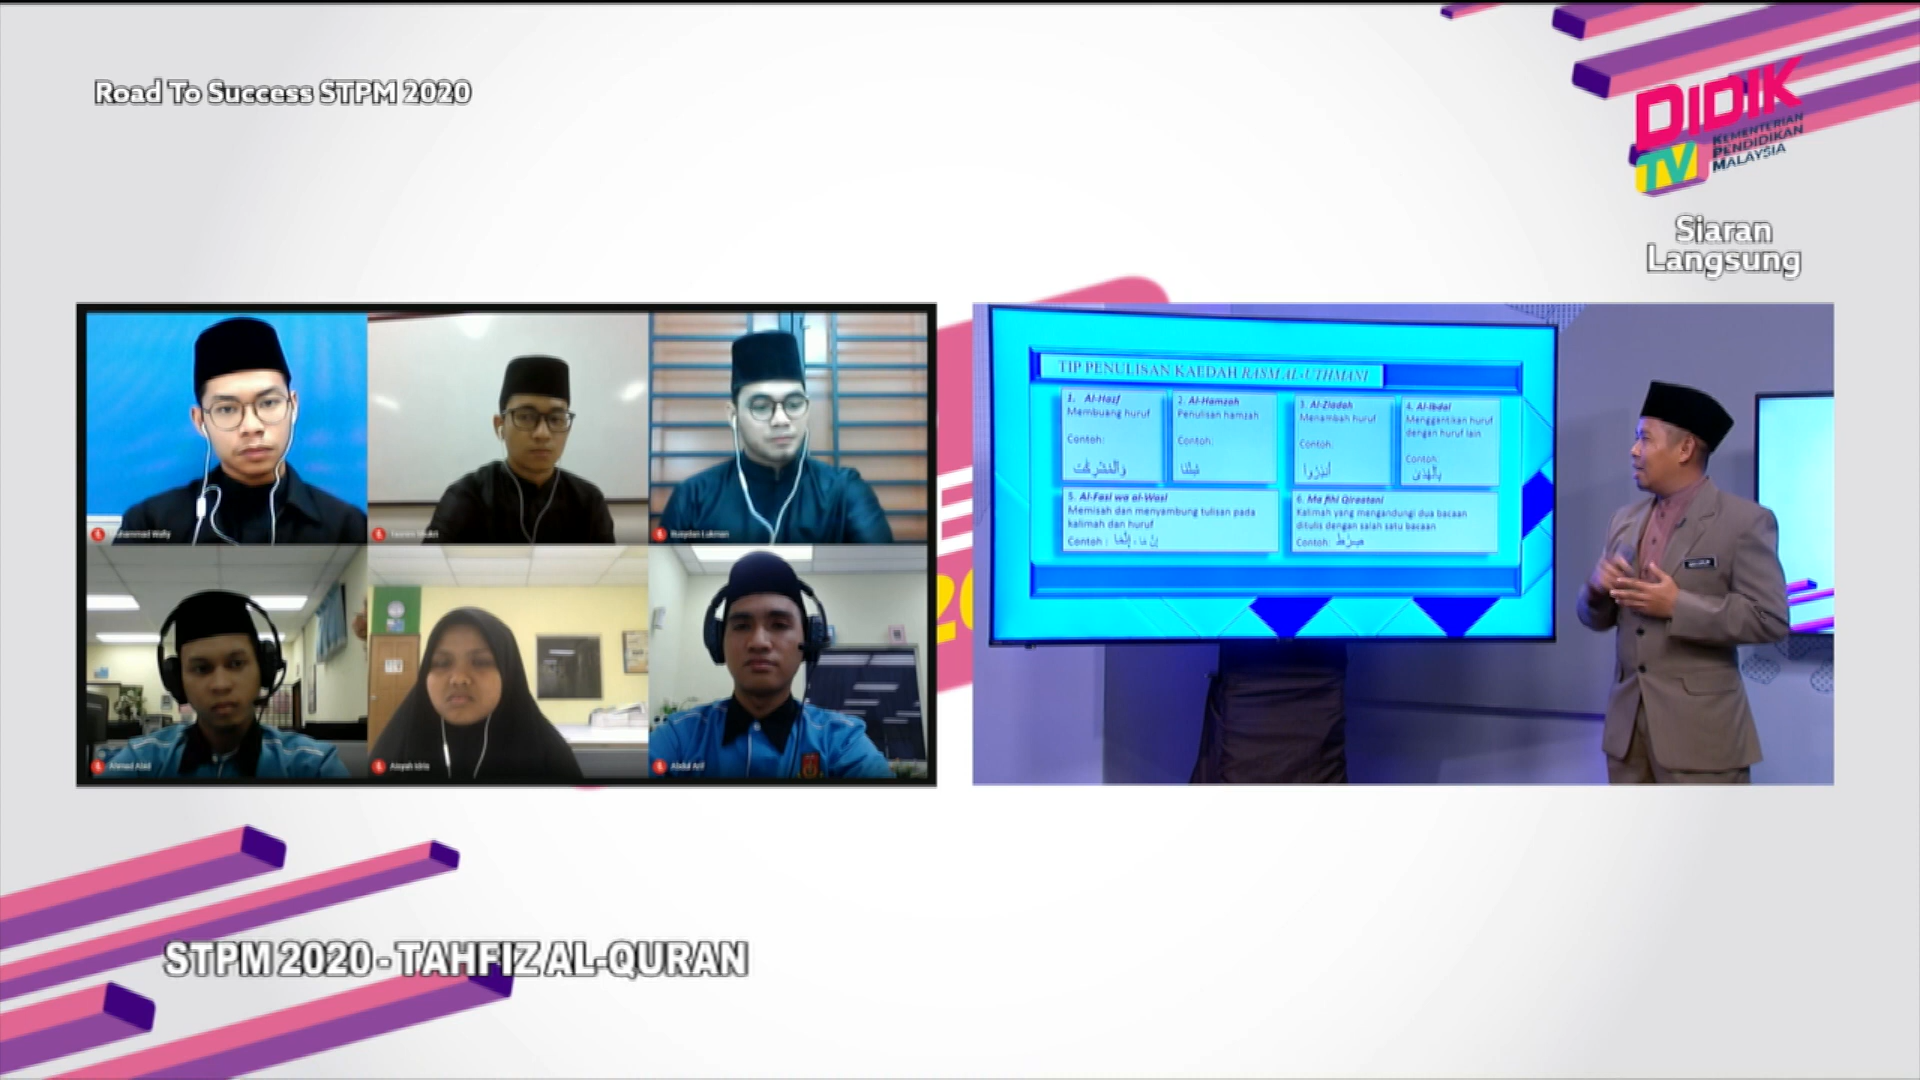 Road To Success STPM 2020
DIDIK
TV
KEMENTERIAN
PENDIDIKAN
MALAYSIA
Siaran
Langsung
Aisyah Idris
Abdul Arif
TIP PENULISAN KAEDAH RASM AL-UTHMANI
1. Al-Hazf
Membuang huruf
Contoh:
2. Al-Hamzah
Penulisan hamzah
Contoh:
3. Al-Ziadah
Menambah huruf
Contoh:
4. Al-Ibdal
Menggantikan huruf
dengan huruf lain
Contoh:
5. Al-Fasl wa al-Wasl
Memisah dan menyambung tulisan pada
kalimah dan huruf
Contoh :
6. Ma fihi Qiraatani
Kalimah yang mengandungi dua bacaan
ditulis dengan salah satu bacaan
Contoh:
STPM 2020 - TAHFIZ AL-QURAN